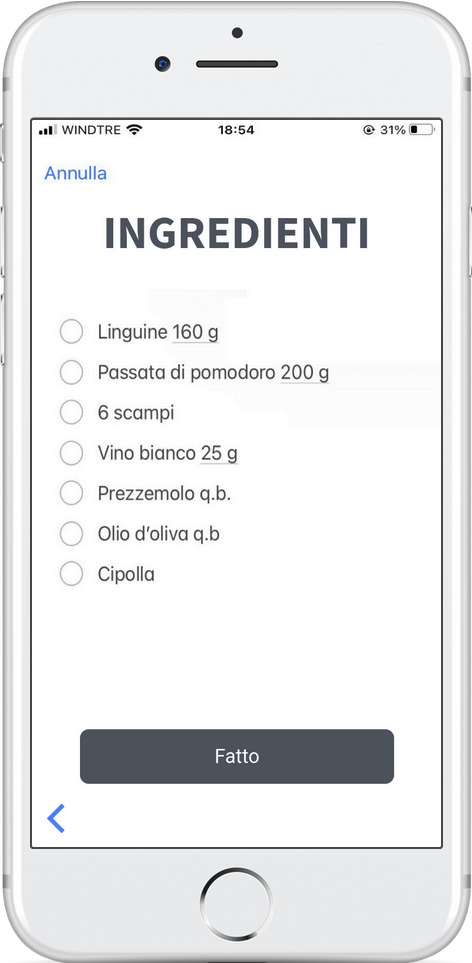 WINDTRE 18:54 31%
Annulla
INGREDIENTI
Linguine 160 g
Passata di pomodoro 200 g
6 scampi
Vino bianco 25 g
Prezzemolo q.b.
Olio d’oliva q.b
Cipolla
Fatto